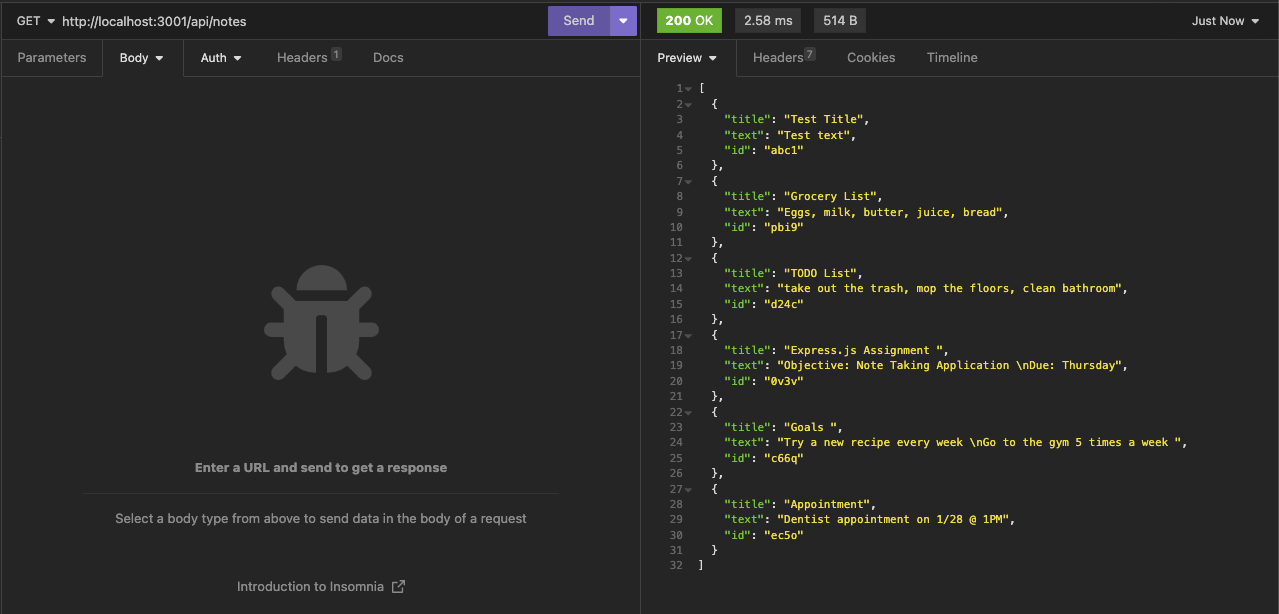 GET http://localhost:3001/api/notes Send 200 OK 2.58 ms 514 B Just Now
Parameters Body Auth Headers 1 Docs
Preview Headers 7 Cookies Timeline
Enter a URL and send to get a response
Select a body type from above to send data in the body of a request
Introduction to Insomnia
1 [
2 {
3 "title": "Test Title",
4 "text": "Test text",
5 "id": "abc1"
6 },
7 {
8 "title": "Grocery List",
9 "text": "Eggs, milk, butter, juice, bread",
10 "id": "pbi9"
11 },
12 {
13 "title": "TODO List",
14 "text": "take out the trash, mop the floors, clean bathroom",
15 "id": "d24c"
16 },
17 {
18 "title": "Express.js Assignment ",
19 "text": "Objective: Note Taking Application \nDue: Thursday",
20 "id": "0v3v"
21 },
22 {
23 "title": "Goals ",
24 "text": "Try a new recipe every week \nGo to the gym 5 times a week ",
25 "id": "c66q"
26 },
27 {
28 "title": "Appointment",
29 "text": "Dentist appointment on 1/28 @ 1PM",
30 "id": "ec5o"
31 }
32 ]